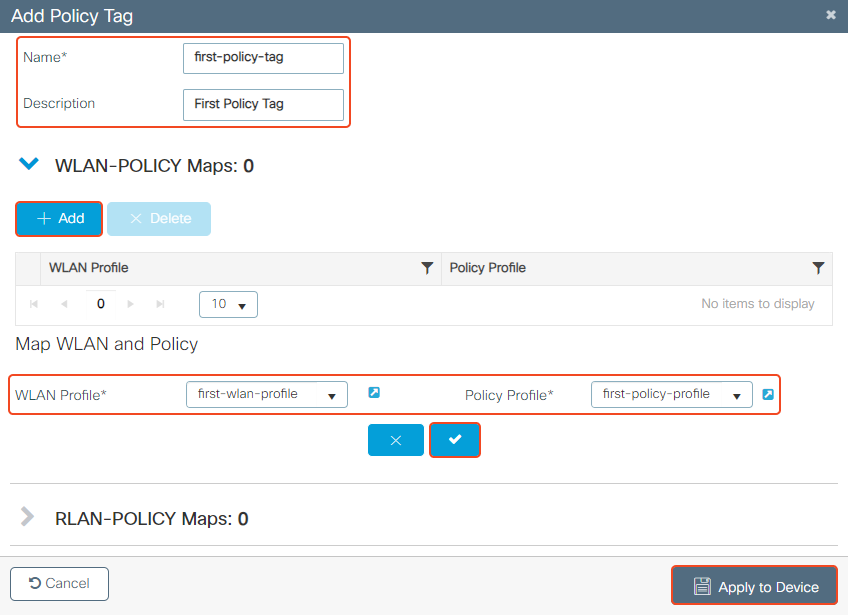 Add Policy Tag
Name* first-policy-tag
Description First Policy Tag
WLAN-POLICY Maps: 0
Add Delete
WLAN Profile Policy Profile
0 10 No items to display
Map WLAN and Policy
WLAN Profile* first-wlan-profile Policy Profile* first-policy-profile
RLAN-POLICY Maps: 0
Cancel Apply to Device